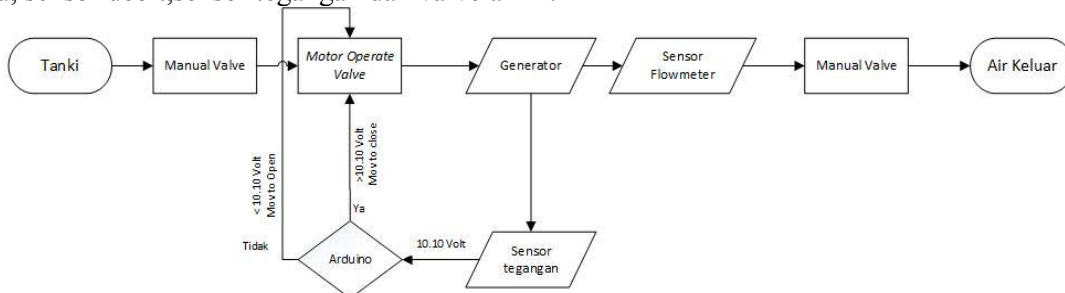 Tanki
Manual Valve
Motor Operate
Valve
Generator
Sensor
Flowmeter
Manual Valve
Air Keluar
< 10.10 Volt
Mov to Open
>10.10 Volt
Mov to close
Ya
Tidak
Arduino
10.10 Volt
Sensor
tegangan